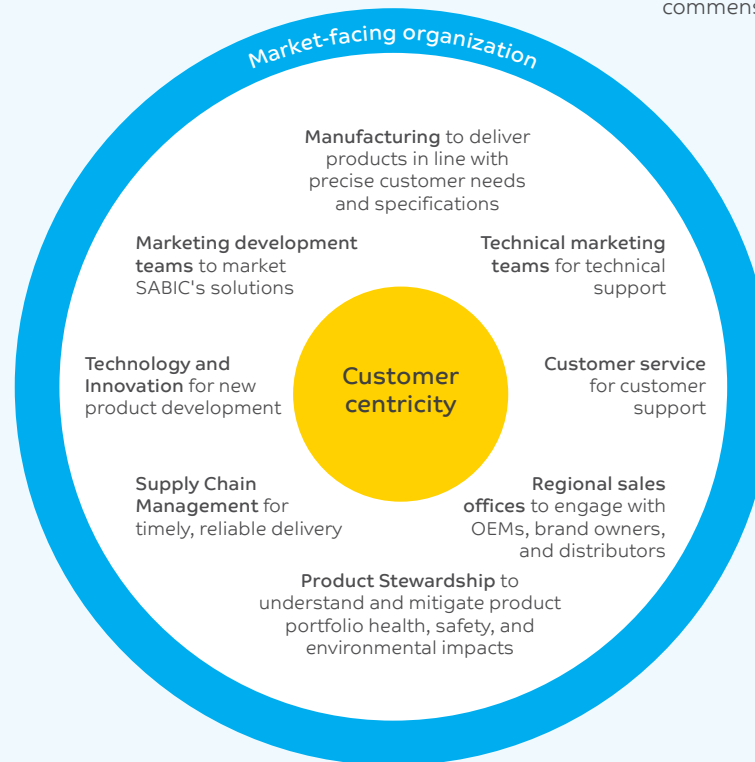 Market-facing organization
Manufacturing to deliver
products in line with
precise customer needs
and specifications
Marketing development
teams to market
SABIC's solutions
Technical marketing
teams for technical
support
Technology and
Innovation for new
product development
Customer
centricity
Customer service
for customer
support
Supply Chain
Management for
timely, reliable delivery
Regional sales
offices to engage with
OEMs, brand owners,
and distributors
Product Stewardship to
understand and mitigate product
portfolio health, safety, and
environmental impacts